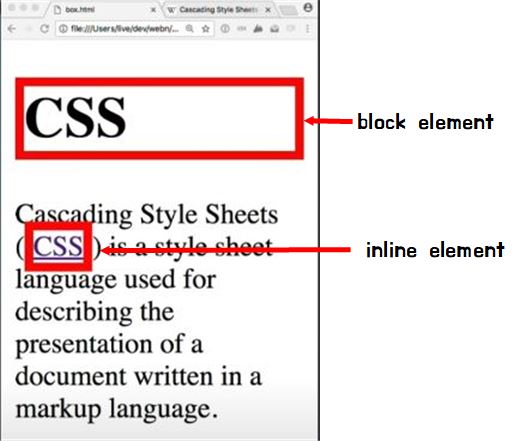 box.html × W Cascading Style Sheets ×
file:///Users/live/dev/webn/...
CSS
block element
Cascading Style Sheets
( CSS ) is a style sheet
inline element
language used for
describing the
presentation of a
document written in a
markup language.